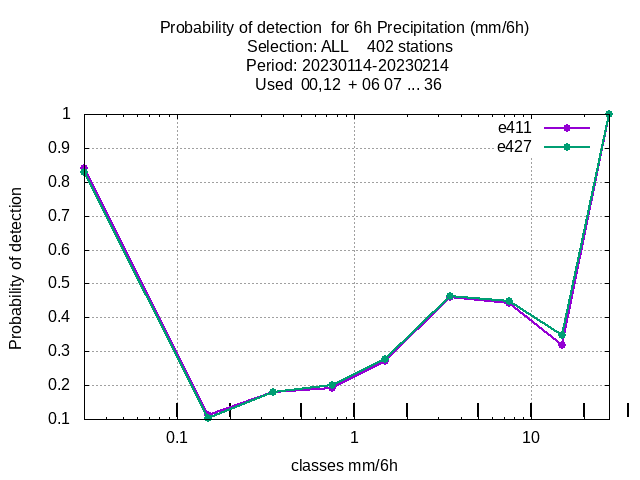 Probability of detection  for 6h Precipitation (mm/6h)
Selection: ALL    402 stations
Period: 20230114-20230214
Used  00,12  + 06 07 ... 36
e411
e427
1
0.9
0.8
0.7
0.6
0.5
0.4
0.3
0.2
0.1
Probability of detection
0.1
1
10
classes mm/6h